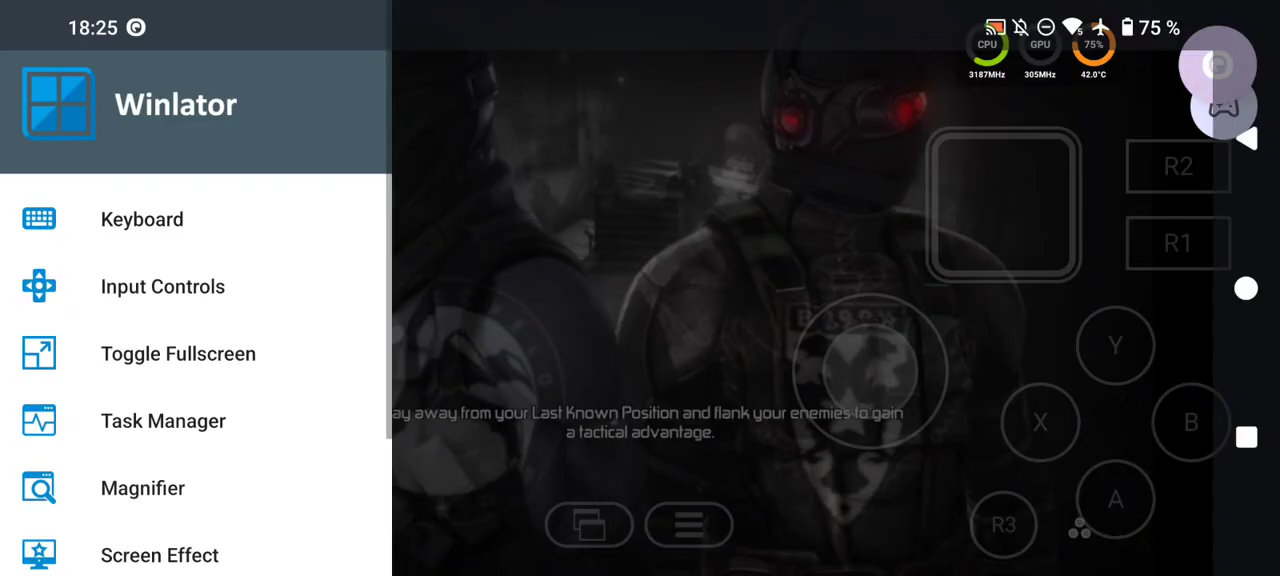 18:25
75 %
CPU
GPU
75%
3187MHz
305MHz
42.0°C
Winlator
Keyboard
Input Controls
Toggle Fullscreen
Task Manager
Magnifier
Screen Effect
R2
R1
Y
X
B
A
R3
ay away from your Last Known Position and flank your enemies to gain
a tactical advantage.